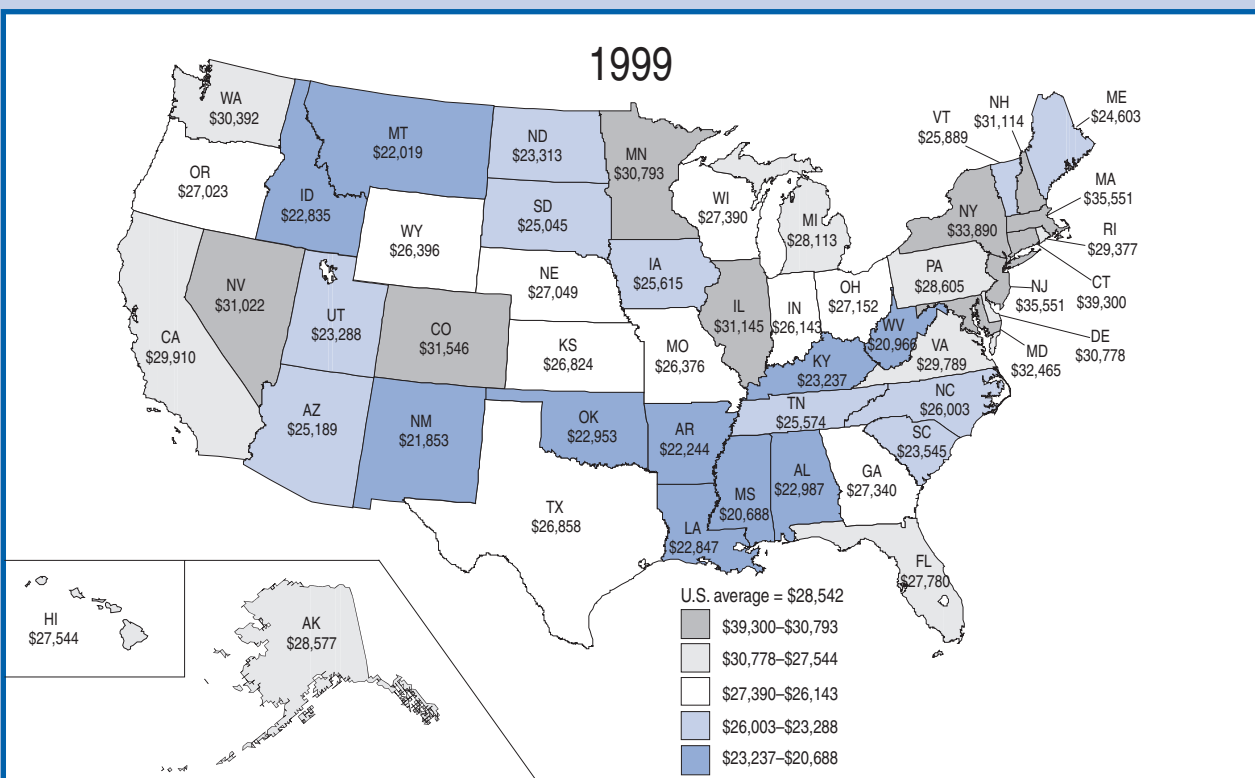 1999
WA
$30,392
OR
$27,023
CA
$29,910
NV
$31,022
ID
$22,835
MT
$22,019
WY
$26,396
UT
$23,288
AZ
$25,189
CO
$31,546
NM
$21,853
ND
$23,313
SD
$25,045
NE
$27,049
KS
$26,824
OK
$22,953
TX
$26,858
MN
$30,793
IA
$25,615
MO
$26,376
AR
$22,244
LA
$22,847
WI
$27,390
IL
$31,145
MI
$28,113
IN
$26,143
OH
$27,152
KY
$23,237
TN
$25,574
MS
$20,688
AL
$22,987
GA
$27,340
FL
$27,780
SC
$23,545
NC
$26,003
VA
$29,789
WV
$20,966
PA
$28,605
NY
$33,890
VT
$25,889
NH
$31,114
ME
$24,603
MA
$35,551
RI
$29,377
CT
$39,300
NJ
$35,551
DE
$30,778
MD
$32,465
HI
$27,544
AK
$28,577
U.S. average = $28,542
$39,300–$30,793
$30,778–$27,544
$27,390–$26,143
$26,003–$23,288
$23,237–$20,688